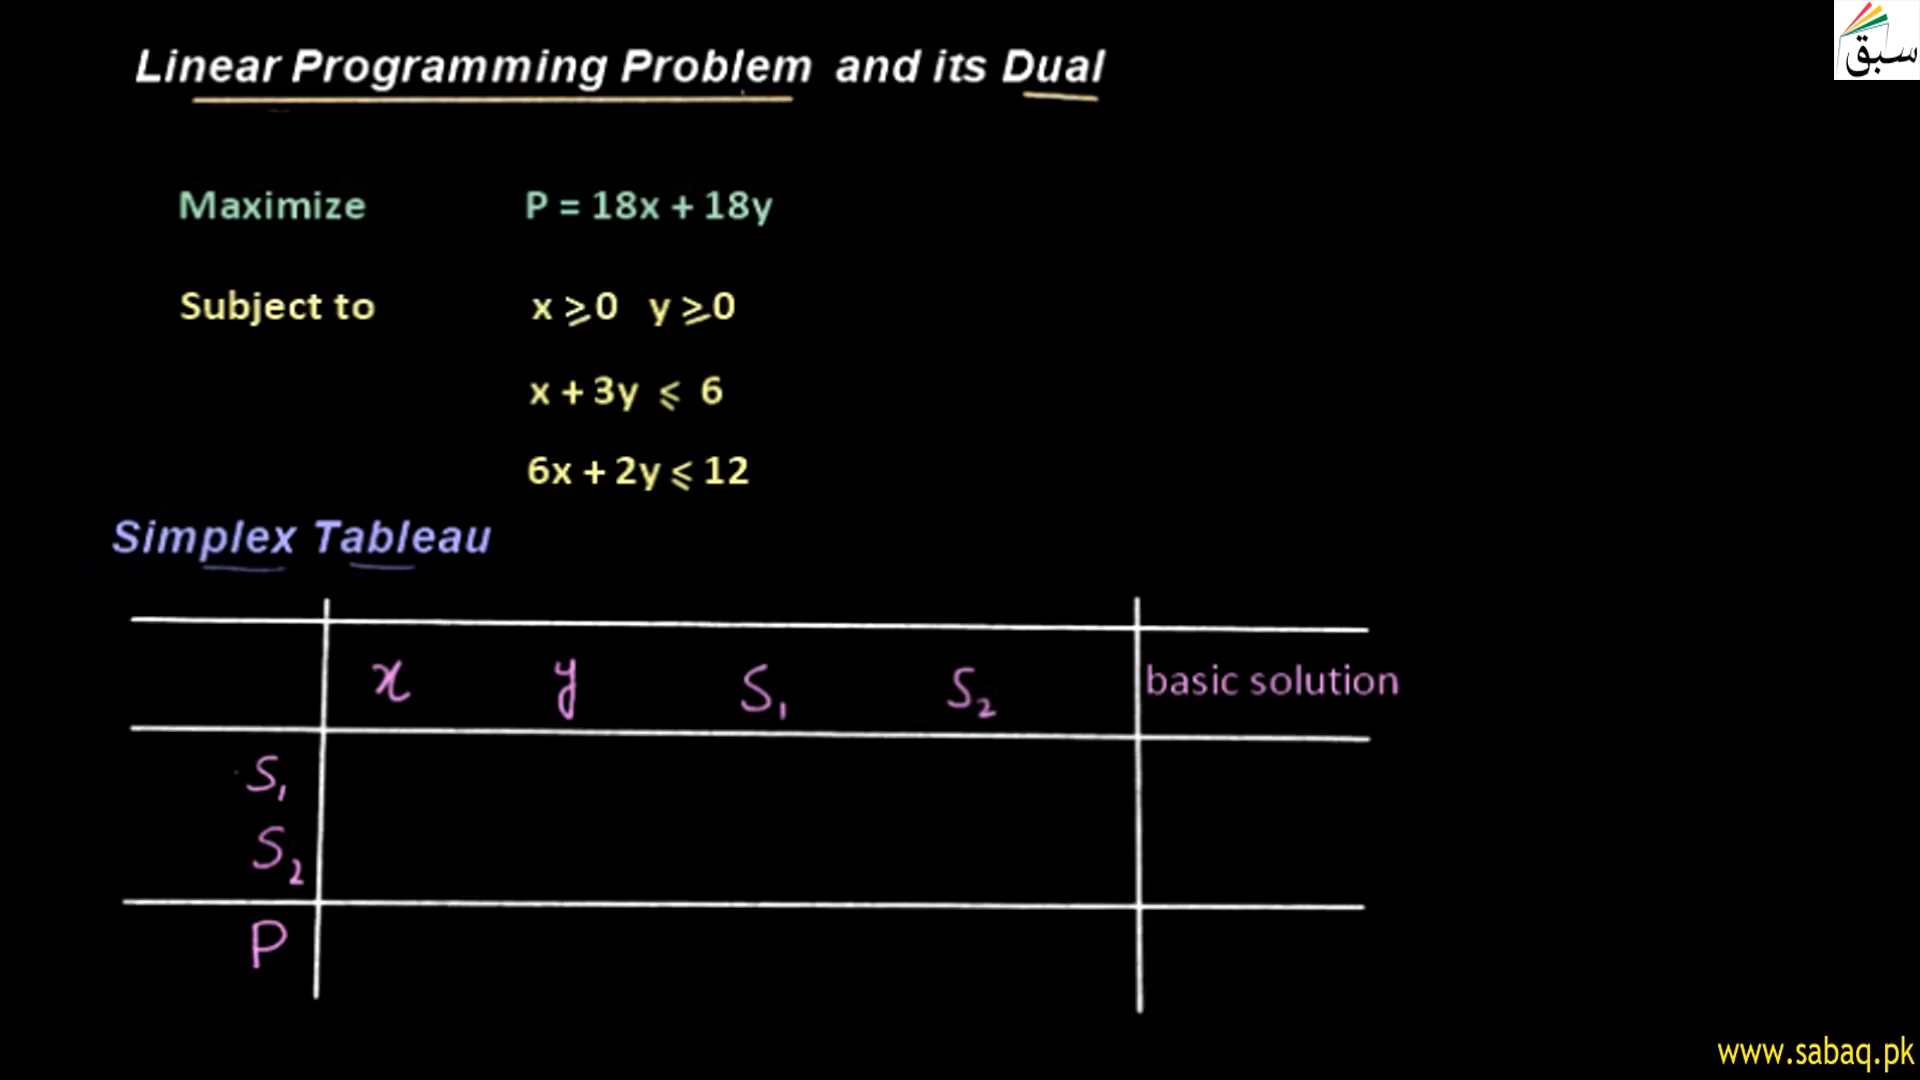 Linear Programming Problem and its Dual
سبق
Maximize P = 18x + 18y
Subject to x ⩾ 0 y ⩾ 0
x + 3y ⩽ 6
6x + 2y ⩽ 12
Simplex Tableau
x y S₁ S₂ basic solution
S₁
S₂
P
www.sabaq.pk